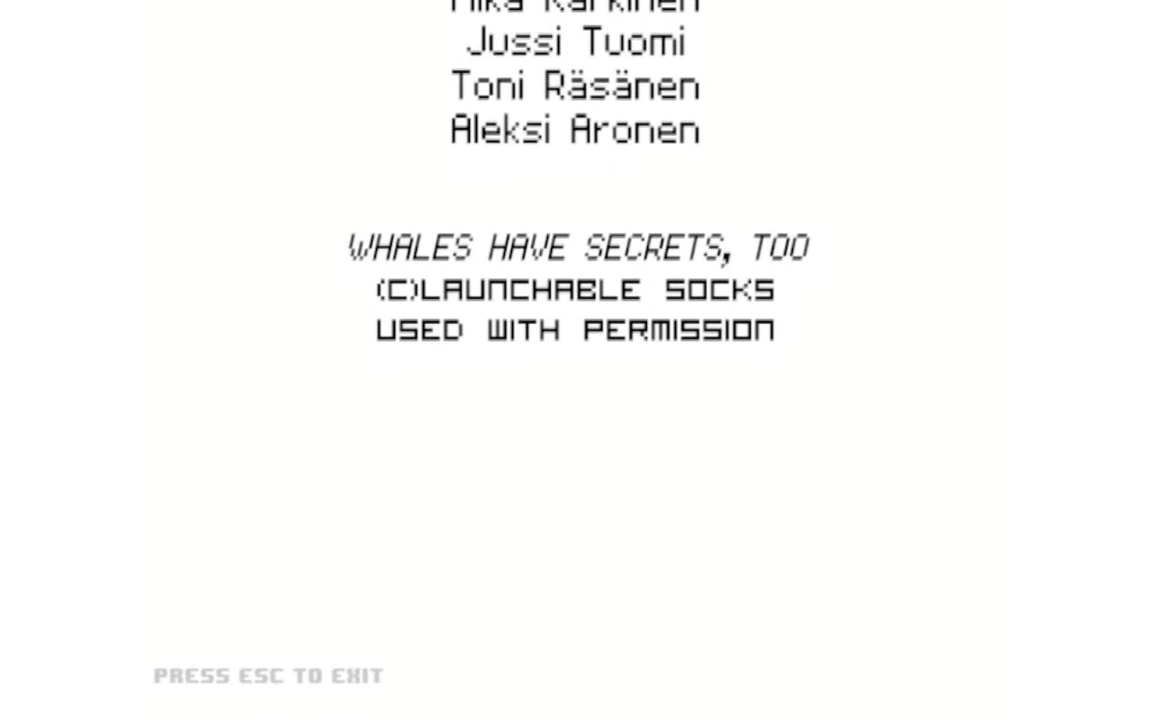 Jussi Tuomi
Toni Räsänen
Aleksi Aronen
WHALES HAVE SECRETS, TOO
(C)LAUNCHABLE SOCKS
USED WITH PERMISSION
PRESS ESC TO EXIT